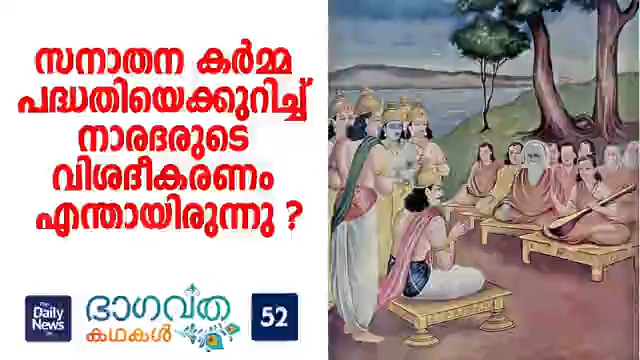 സനാതന കർമ്മ
പദ്ധതിയെക്കുറിച്ച്
നാരദരുടെ
വിശദീകരണം
എന്തായിരുന്നു ?
Daily
News
ഭാഗവത
കഥകൾ
52